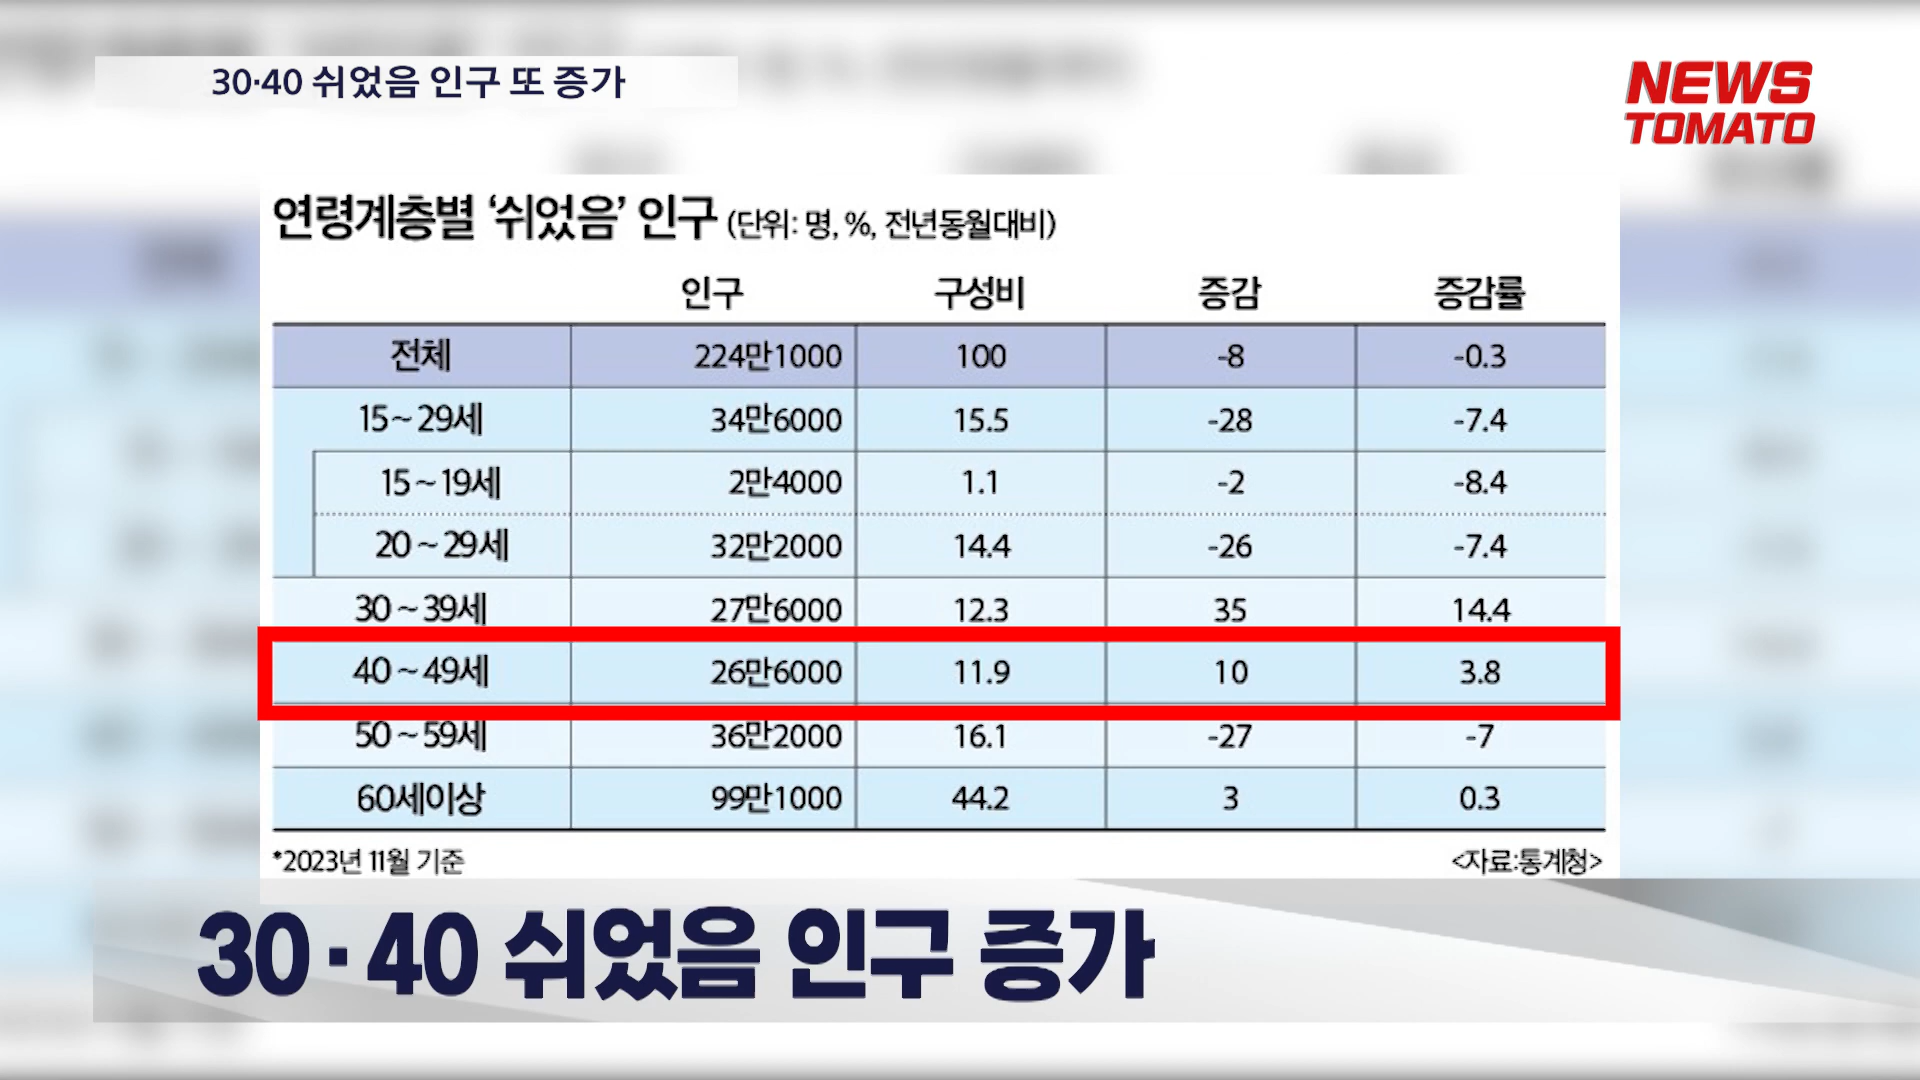 30·40 쉬었음 인구 또 증가
NEWS
TOMATO
연령계층별 ‘쉬었음’ 인구 (단위: 명, %, 전년동월대비)
인구 구성비 증감 증감률
전체 224만1000 100 -8 -0.3
15~29세 34만6000 15.5 -28 -7.4
15~19세 2만4000 1.1 -2 -8.4
20~29세 32만2000 14.4 -26 -7.4
30~39세 27만6000 12.3 35 14.4
40~49세 26만6000 11.9 10 3.8
50~59세 36만2000 16.1 -27 -7
60세이상 99만1000 44.2 3 0.3
*2023년 11월 기준 <자료:통계청>
30·40 쉬었음 인구 증가